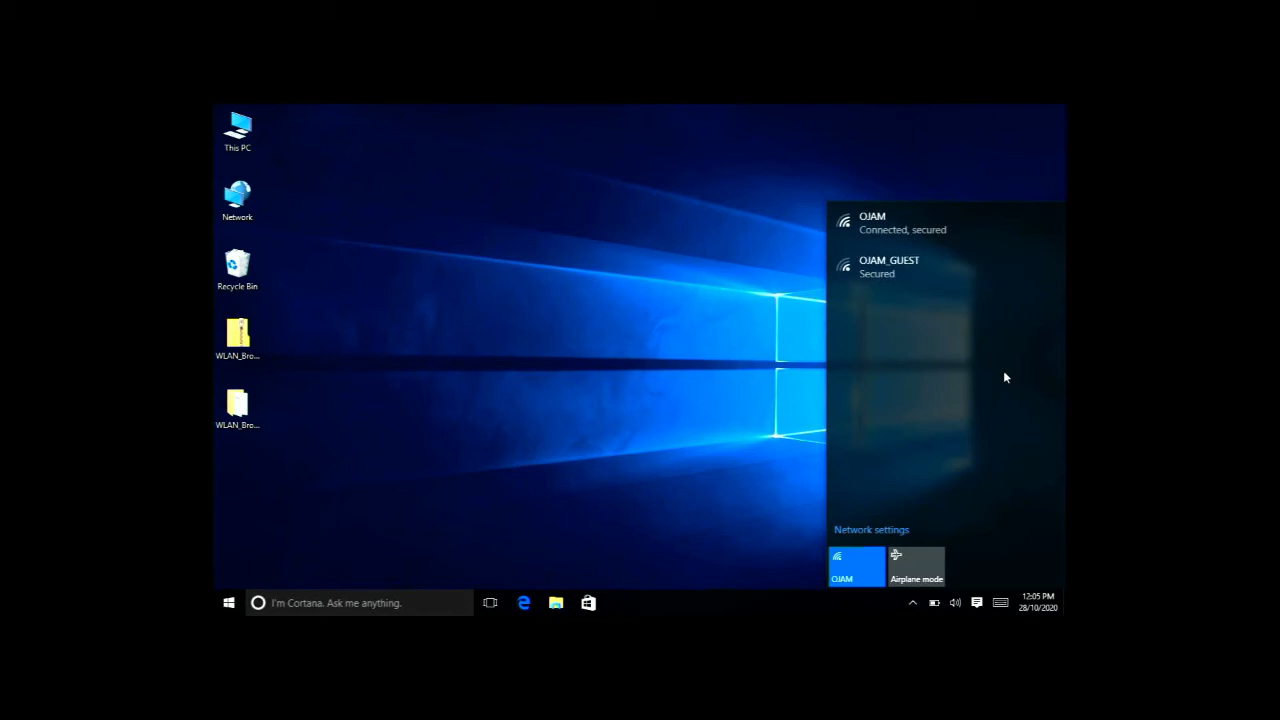 This PC
Network
Recycle Bin
WLAN_Bro...
WLAN_Bro...
OJAM
Connected, secured
OJAM_GUEST
Secured
Network settings
OJAM
Airplane mode
I'm Cortana. Ask me anything.
12:05 PM
28/10/2020